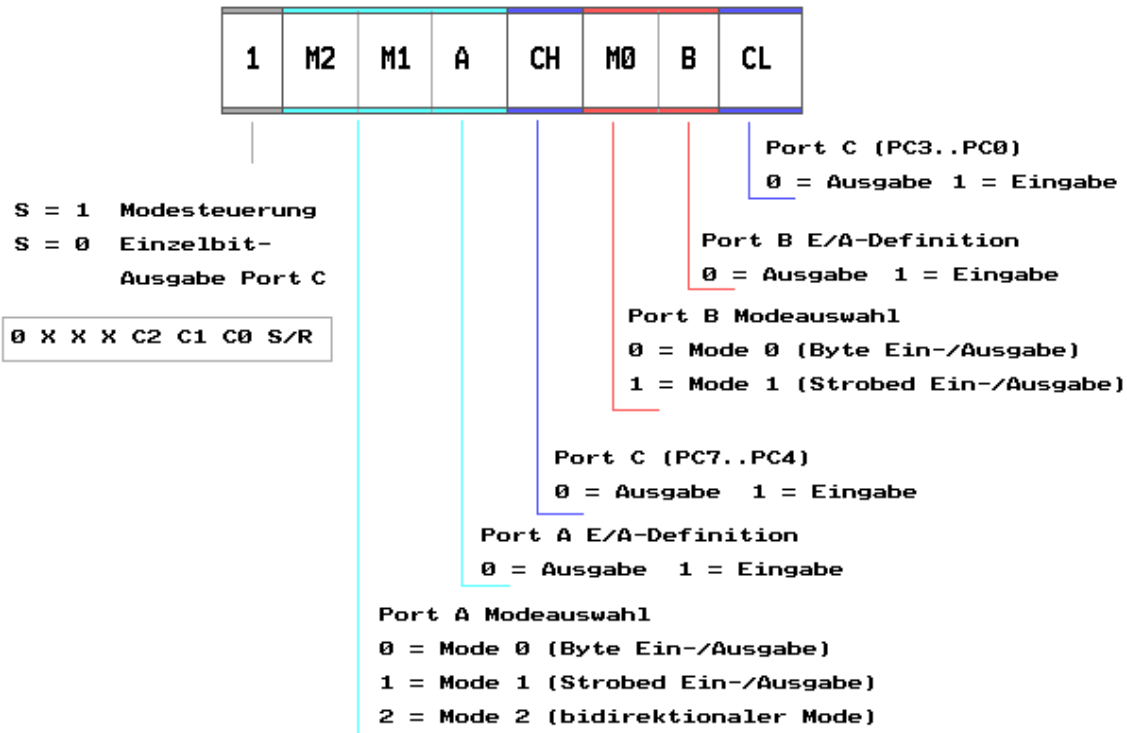 1 M2 M1 A CH M0 B CL
Port C (PC3..PC0)
0 = Ausgabe 1 = Eingabe
S = 1 Modesteuerung
S = 0 Einzelbit-
Ausgabe Port C
0 X X X C2 C1 C0 S/R
Port B E/A-Definition
0 = Ausgabe 1 = Eingabe
Port B Modeauswahl
0 = Mode 0 (Byte Ein-/Ausgabe)
1 = Mode 1 (Strobed Ein-/Ausgabe)
Port C (PC7..PC4)
0 = Ausgabe 1 = Eingabe
Port A E/A-Definition
0 = Ausgabe 1 = Eingabe
Port A Modeauswahl
0 = Mode 0 (Byte Ein-/Ausgabe)
1 = Mode 1 (Strobed Ein-/Ausgabe)
2 = Mode 2 (bidirektionaler Mode)